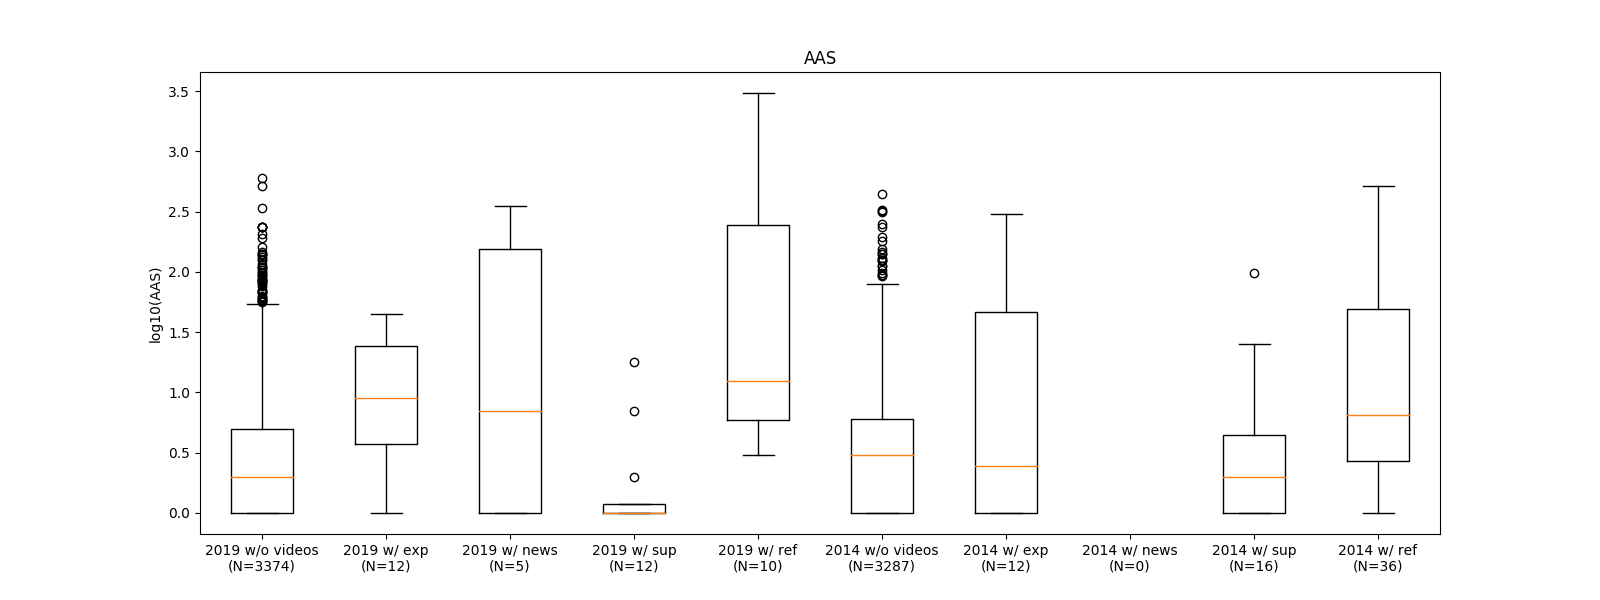 AAS
log10(AAS)
3.5
3.0
2.5
2.0
1.5
1.0
0.5
0.0
2019 w/o videos
(N=3374)
2019 w/ exp
(N=12)
2019 w/ news
(N=5)
2019 w/ sup
(N=12)
2019 w/ ref
(N=10)
2014 w/o videos
(N=3287)
2014 w/ exp
(N=12)
2014 w/ news
(N=0)
2014 w/ sup
(N=16)
2014 w/ ref
(N=36)